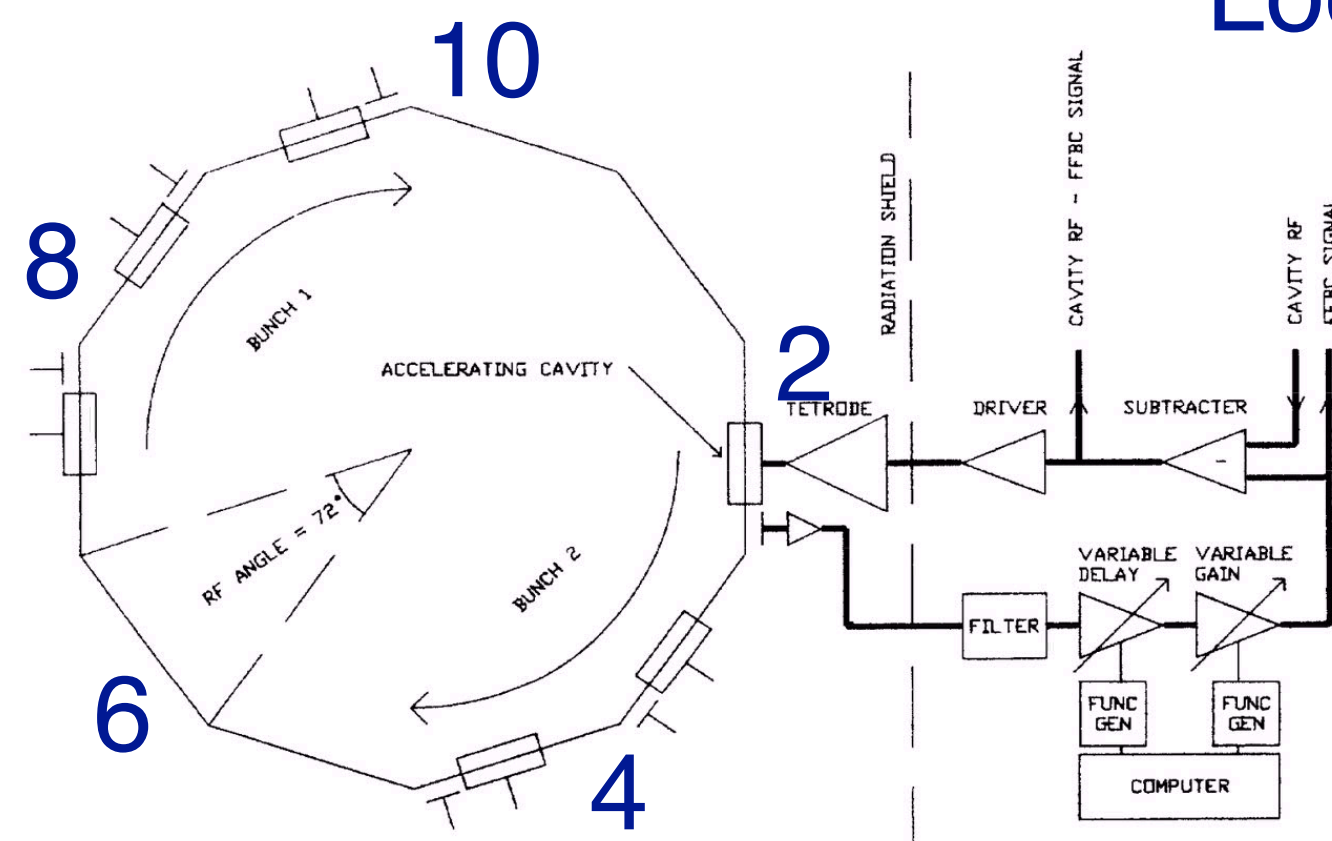 10
8
2
6
4
BUNCH 1
ACCELERATING CAVITY
RF ANGLE = 72°
BUNCH 2
RADIATION SHIELD
CAVITY RF - FFBC SIGNAL
CAVITY RF
TETRODE
DRIVER
SUBTRACTER
-
FILTER
VARIABLE
DELAY
VARIABLE
GAIN
FUNC
GEN
FUNC
GEN
COMPUTER